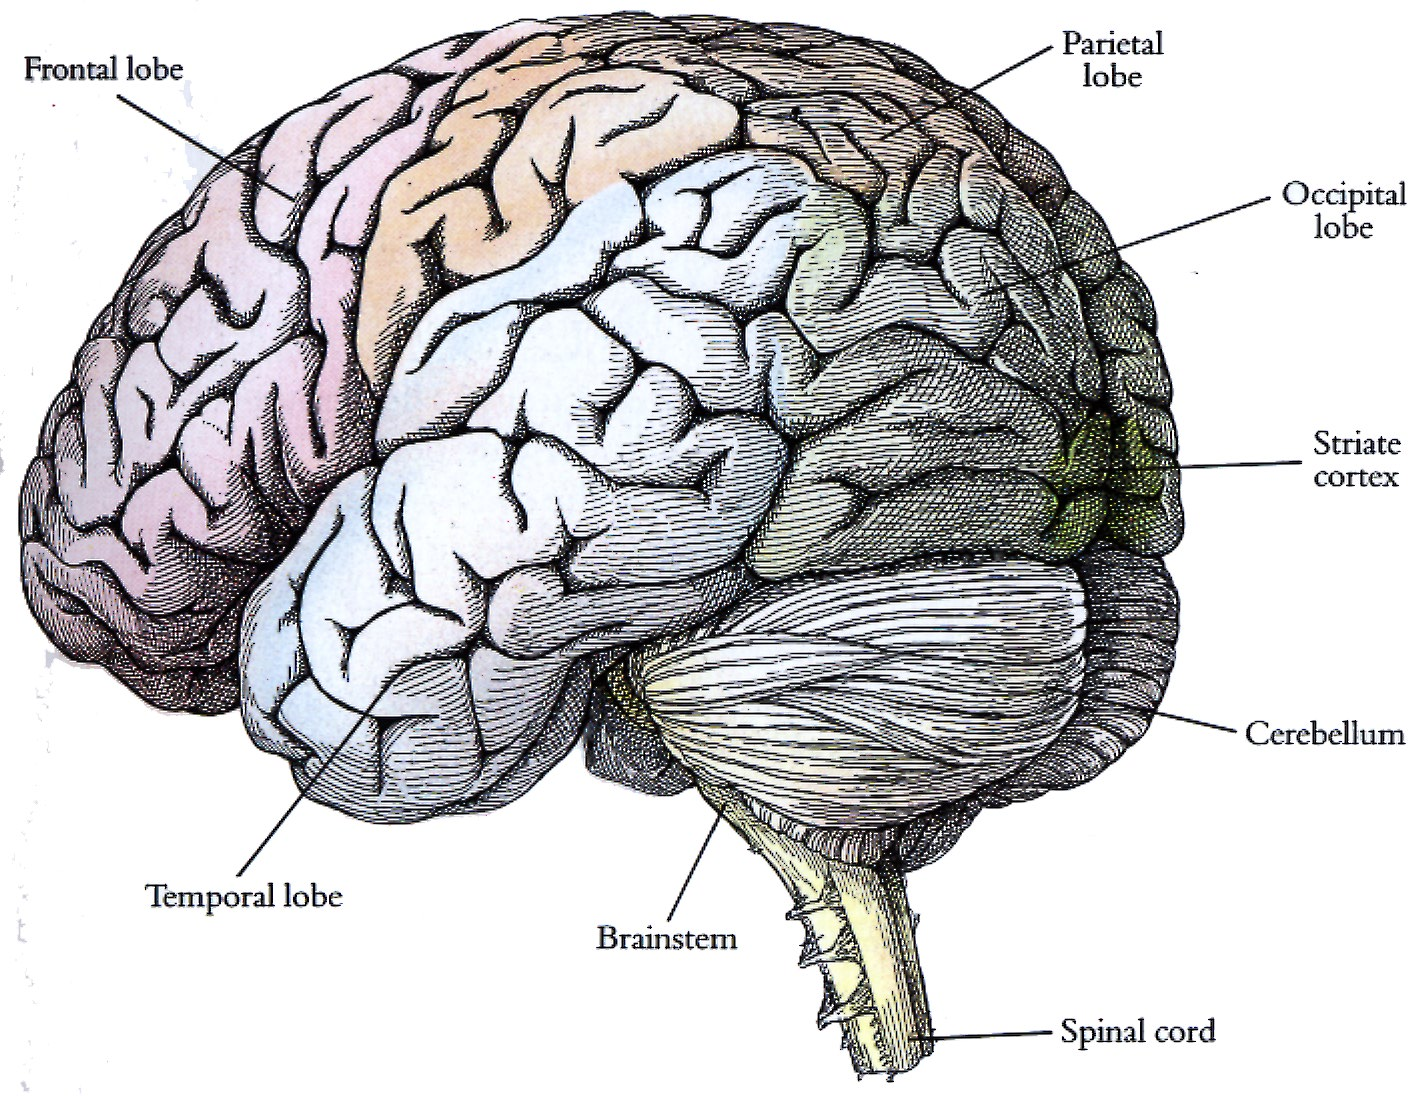 Frontal lobe
Parietal
lobe
Occipital
lobe
Striate
cortex
Cerebellum
Temporal lobe
Brainstem
Spinal cord